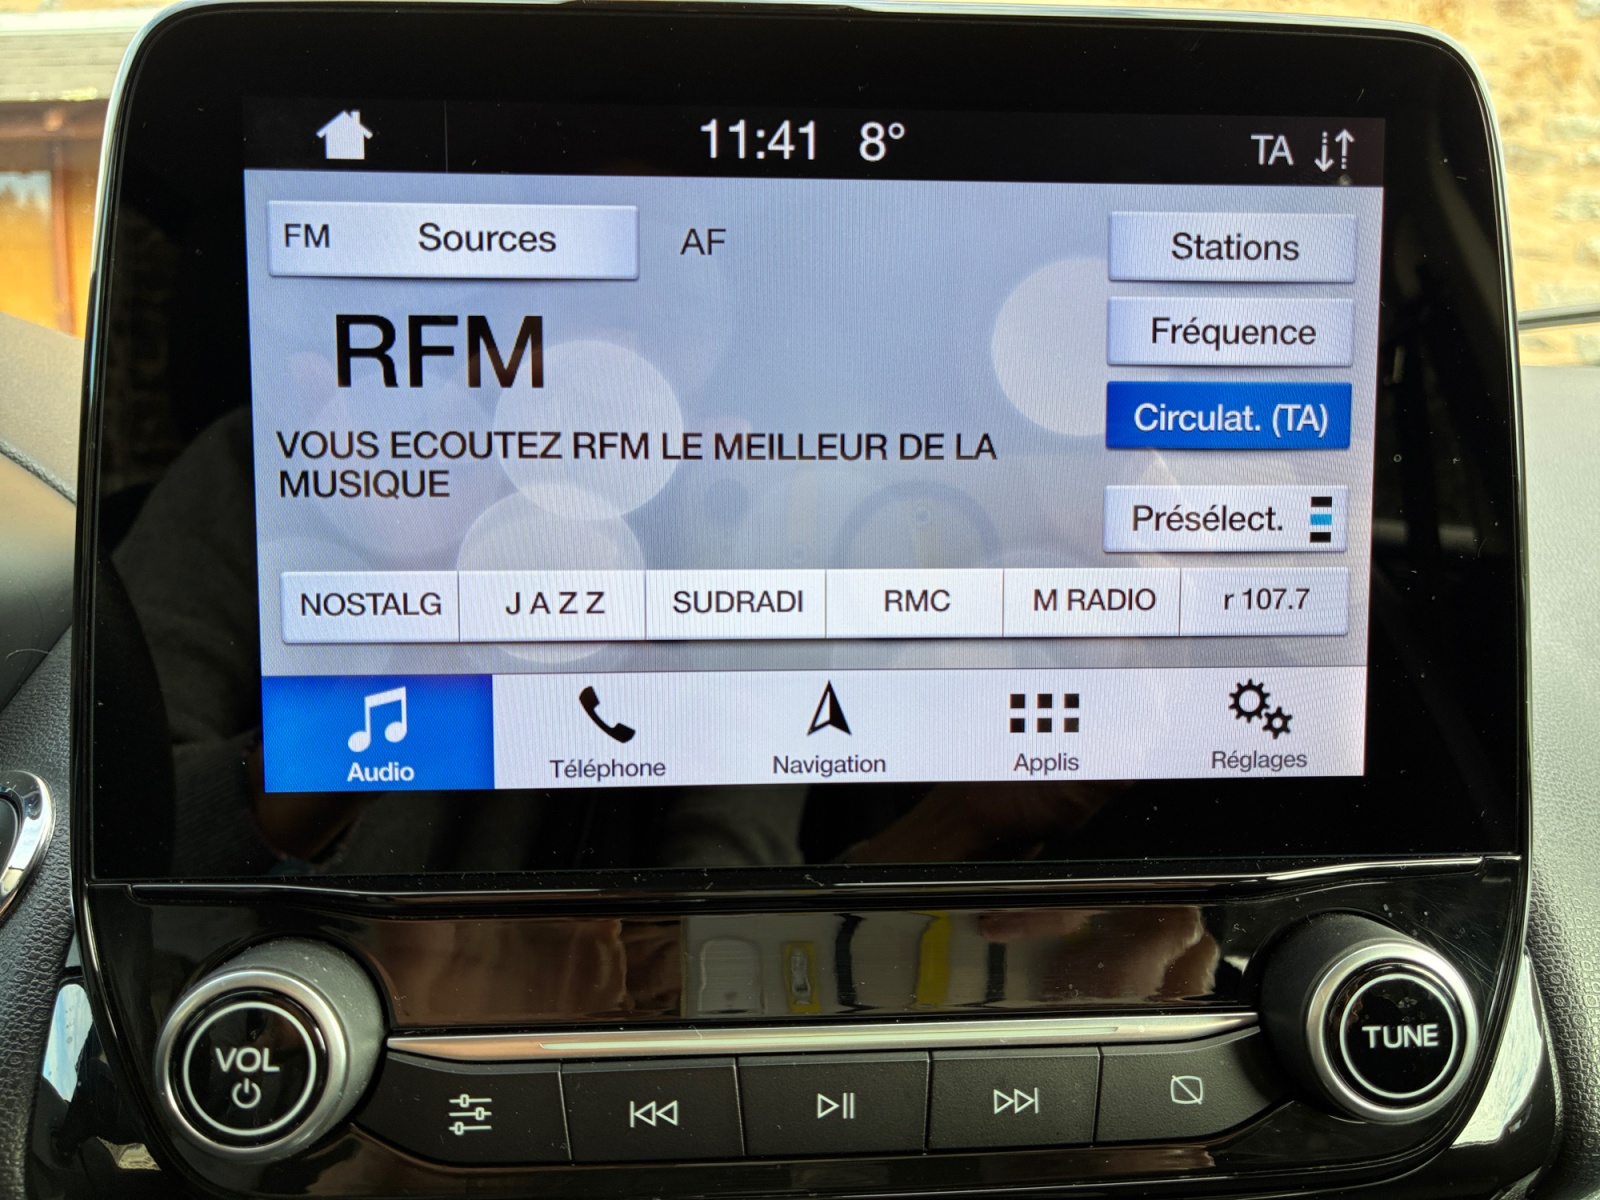 11:41 8° TA
FM Sources AF Stations
RFM
Fréquence
VOUS ECOUTEZ RFM LE MEILLEUR DE LA
MUSIQUE
Circulat. (TA)
Présélect.
NOSTALG J A Z Z SUDRADI RMC M RADIO r 107.7
Audio Téléphone Navigation Applis Réglages
VOL
TUNE